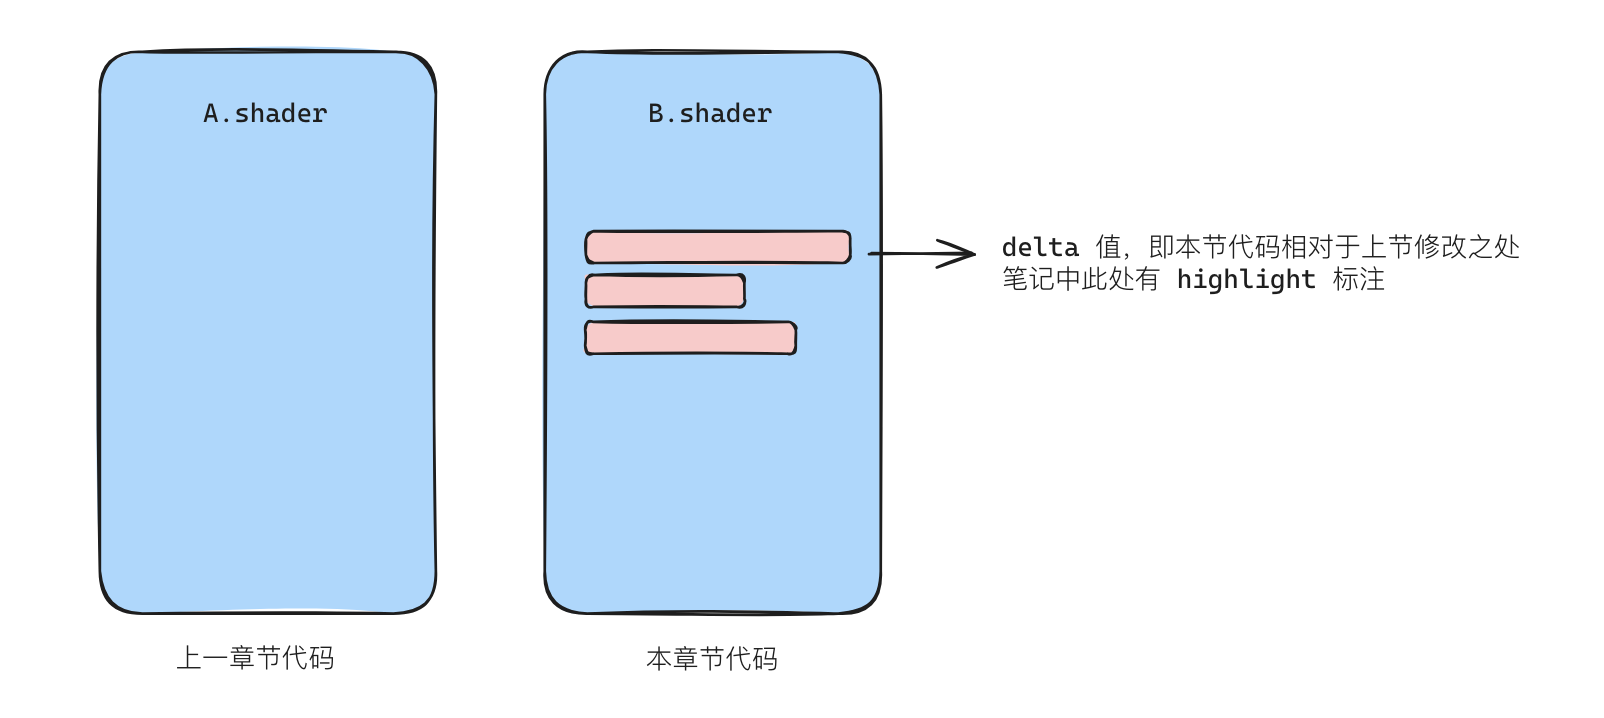 A.shader
B.shader
delta 值，即本节代码相对于上节修改之处
笔记中此处有 highlight 标注
上一章节代码
本章节代码